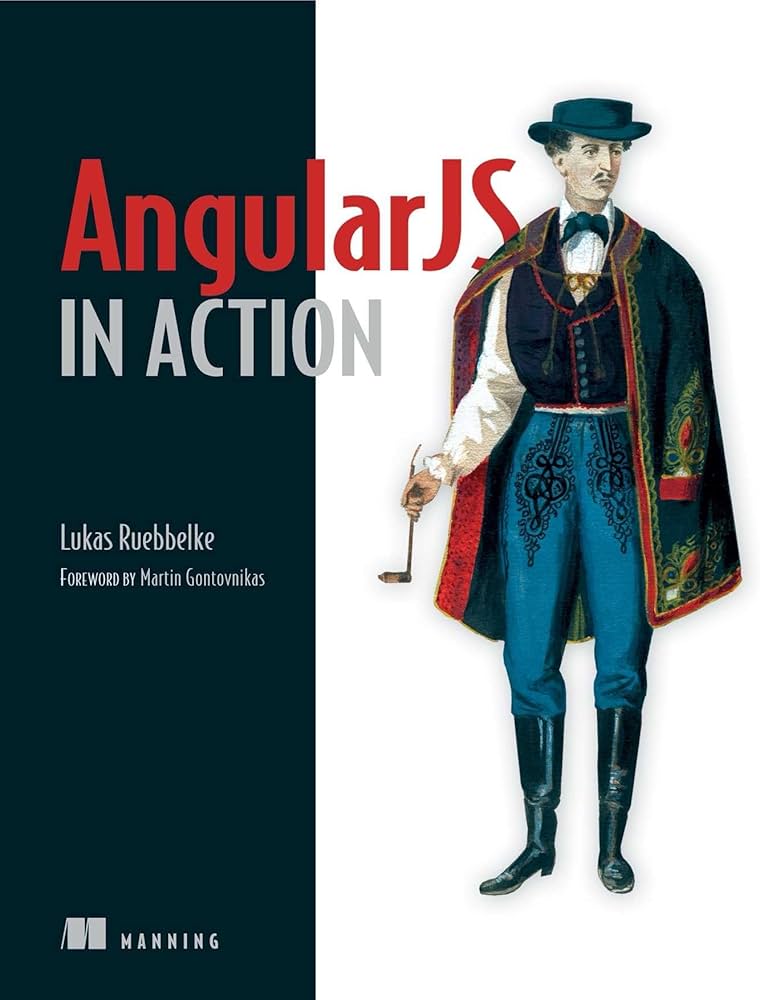 AngularJS
IN ACTION
Lukas Ruebbelke
FOREWORD BY Martin Gontovnikas
MANNING